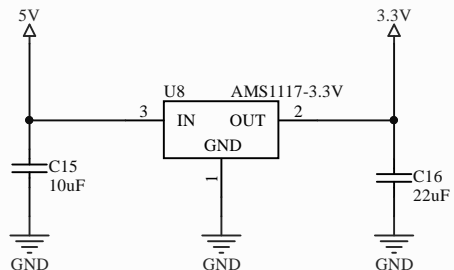 5V
3.3V
U8
AMS1117-3.3V
3
IN
OUT
2
GND
1
C15
10uF
C16
22uF
GND
GND
GND